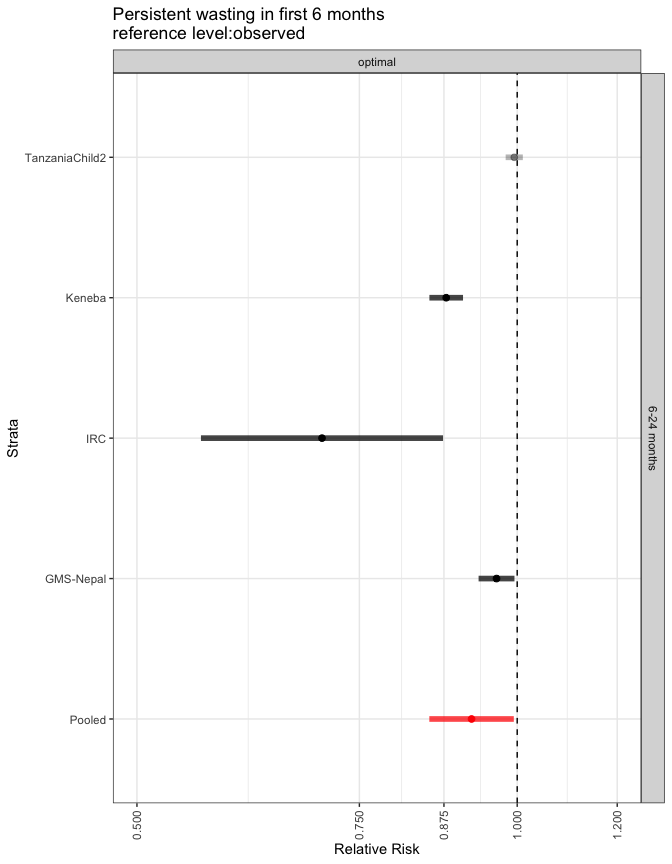 Persistent wasting in first 6 months
reference level:observed
optimal
TanzaniaChild2
Keneba
IRC
GMS-Nepal
Pooled
Strata
6-24 months
0.500
0.750
0.875
1.000
1.200
Relative Risk